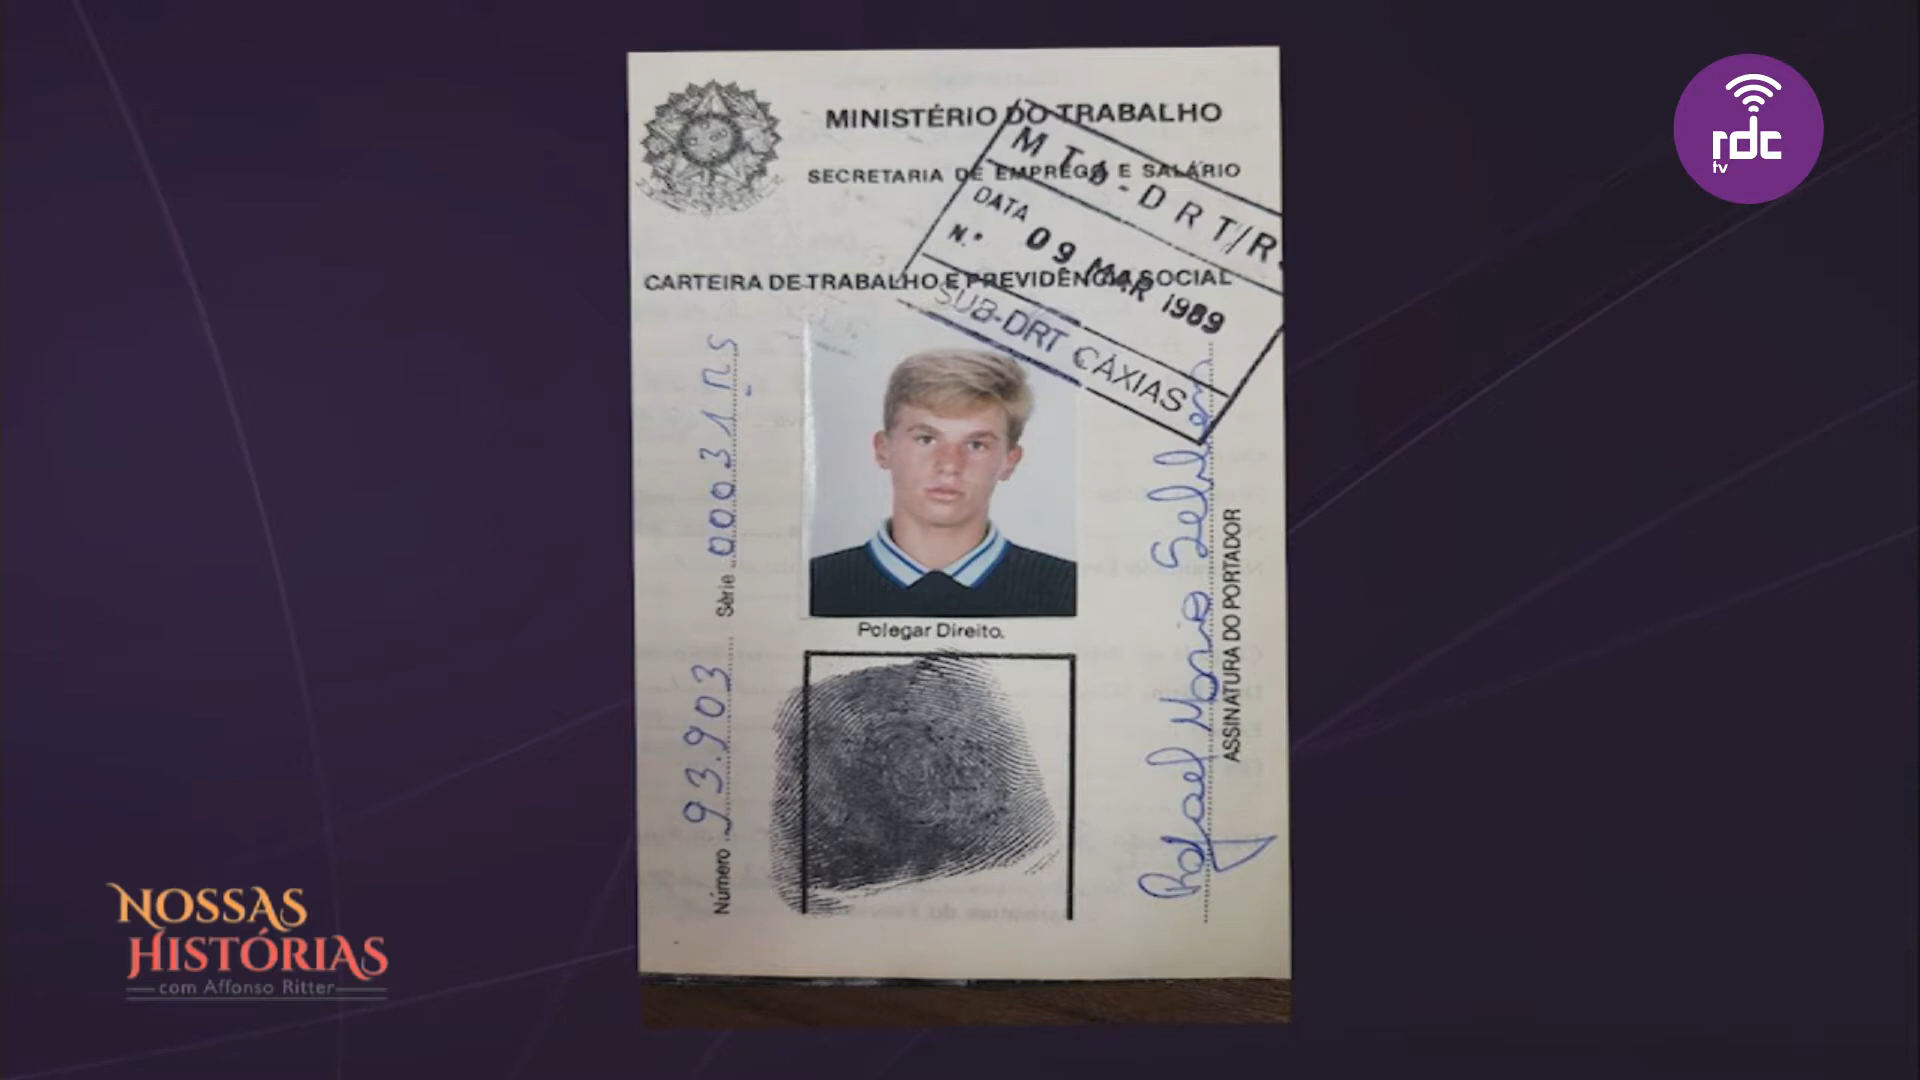 rdc
tv
MINISTÉRIO DO TRABALHO
SECRETARIA DE EMPREGO E SALÁRIO
MTb-DRT/R
DATA 09 MAR 1989
N.º
SUB-DRT CAXIAS
CARTEIRA DE TRABALHO E PREVIDÊNCIA SOCIAL
Número 93.903 Série 00031
Polegar Direito.
Rafael Mario
ASSINATURA DO PORTADOR
NOSSAS
HISTÓRIAS
com Affonso Ritter